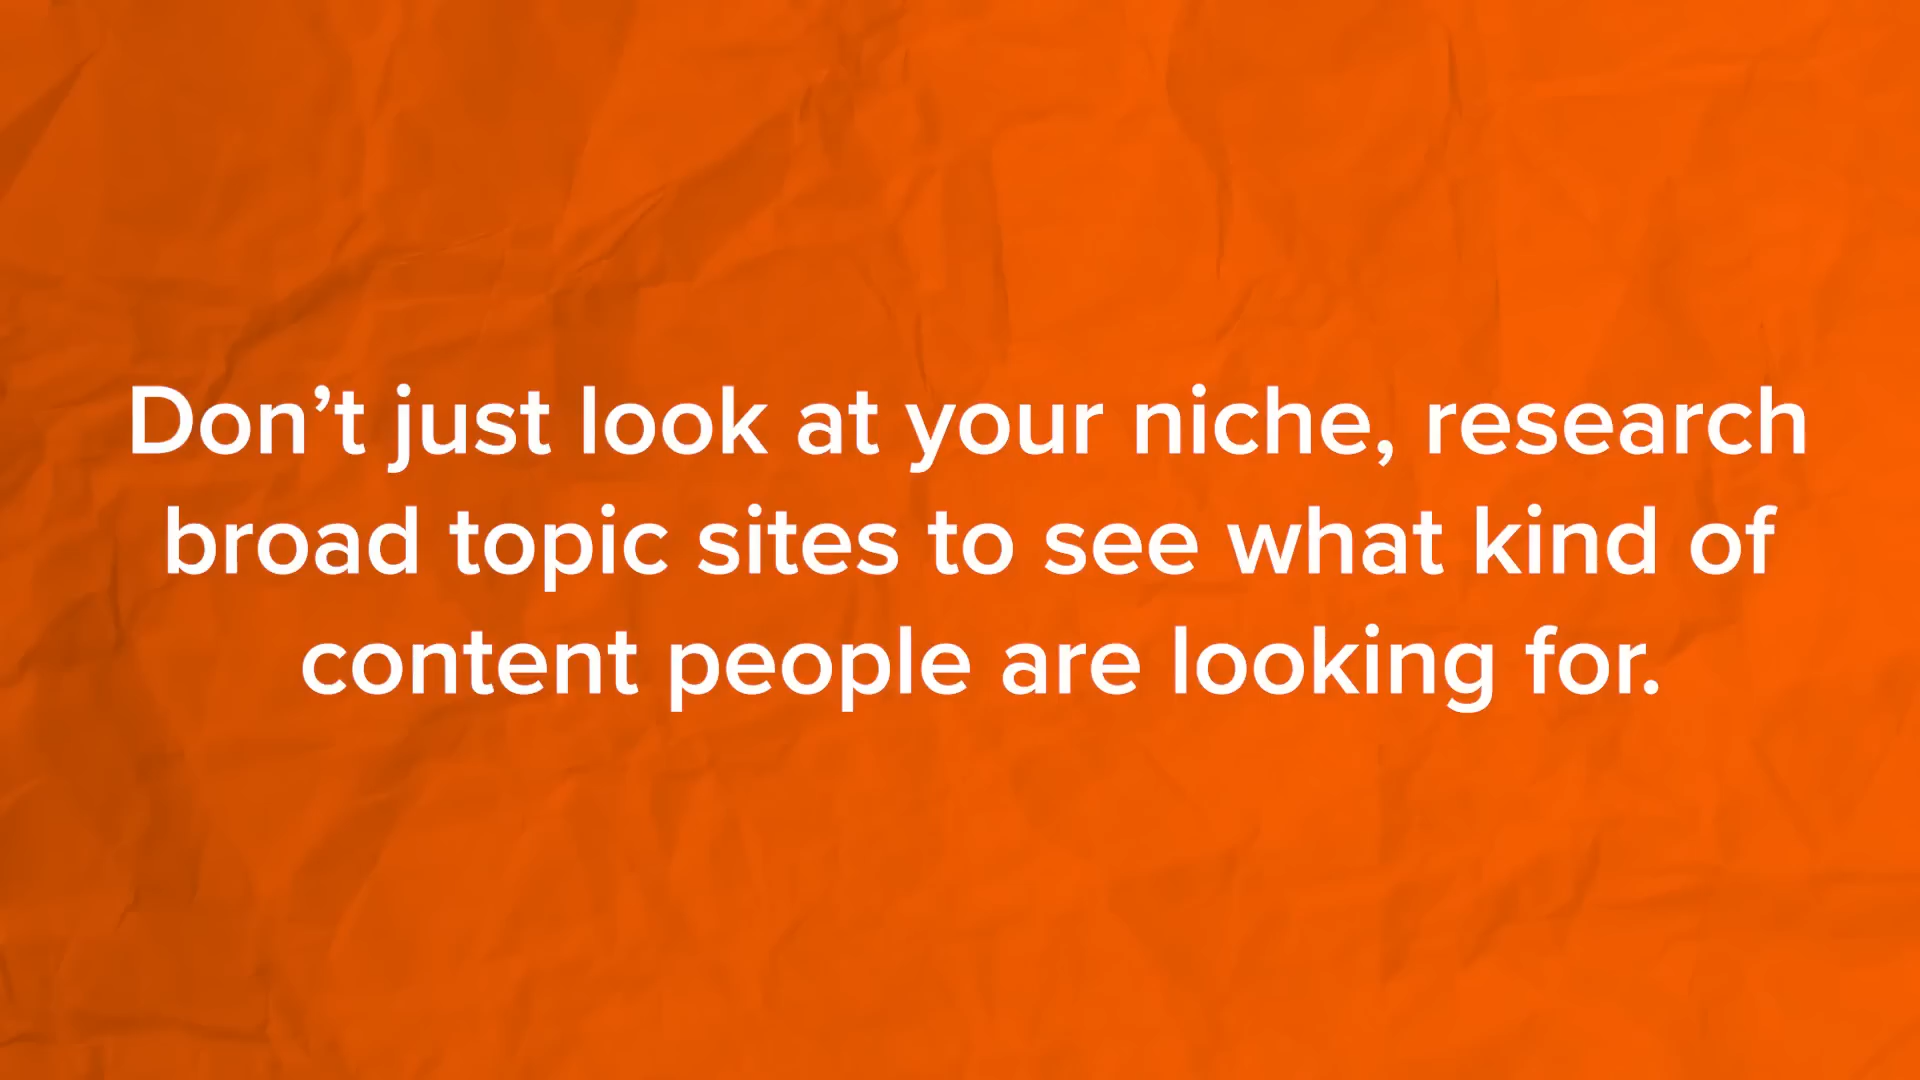 Don’t just look at your niche, research
broad topic sites to see what kind of
content people are looking for.